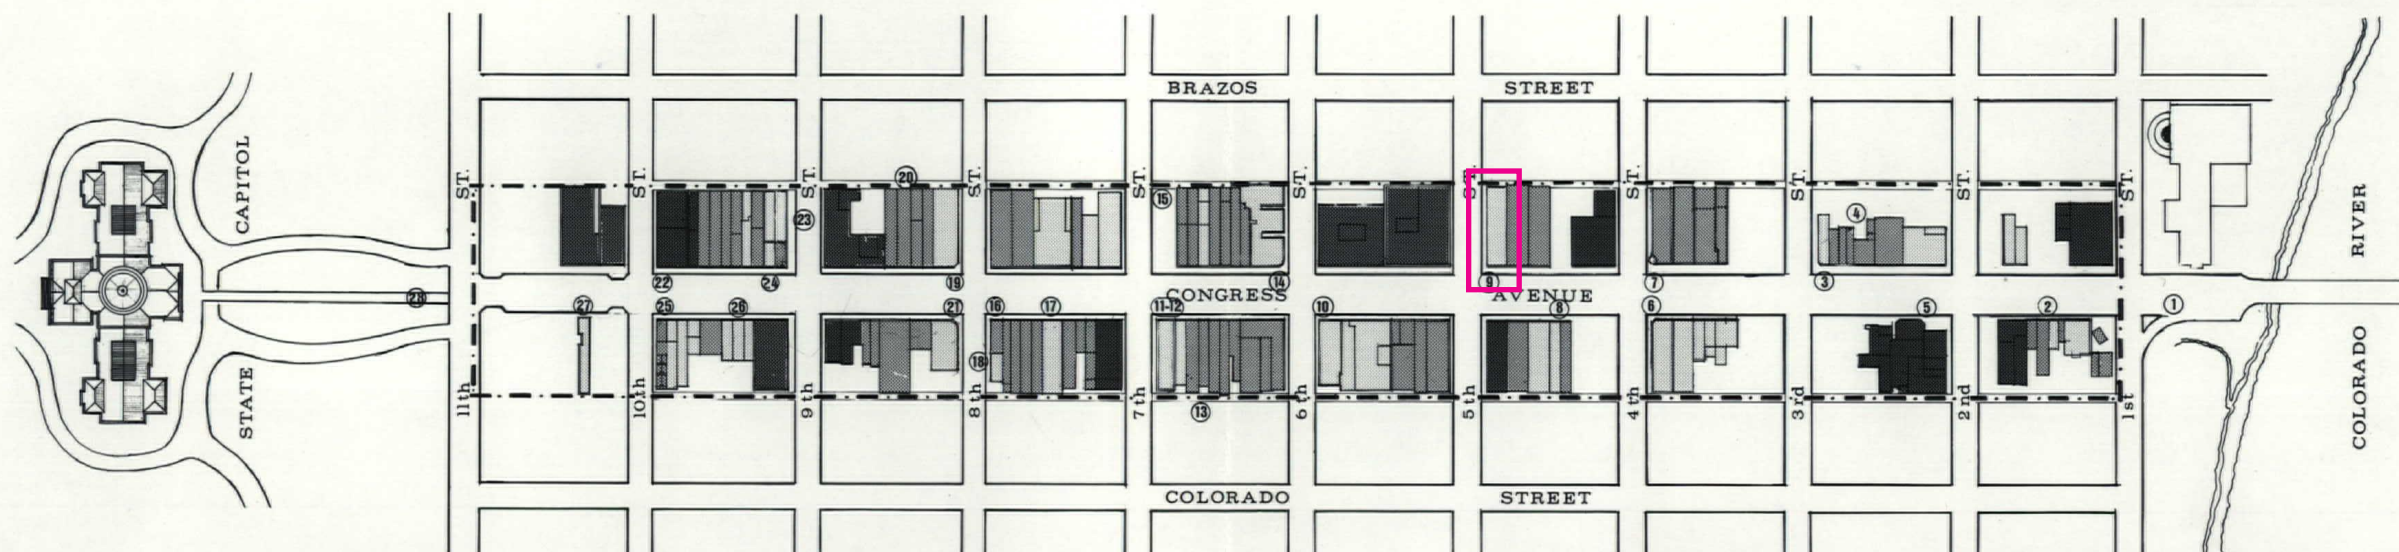 BRAZOS STREET
CAPITOL
STATE
11th ST.
10th ST.
9th ST.
8th ST.
7th ST.
6th ST.
5th ST.
4th ST.
3rd ST.
2nd ST.
1st ST.
20
23
15
4
22
24
19
14
9
7
3
CONGRESS AVENUE
28
27
25
26
21
16
17
11-12
10
8
6
5
2
1
18
13
COLORADO STREET
COLORADO RIVER